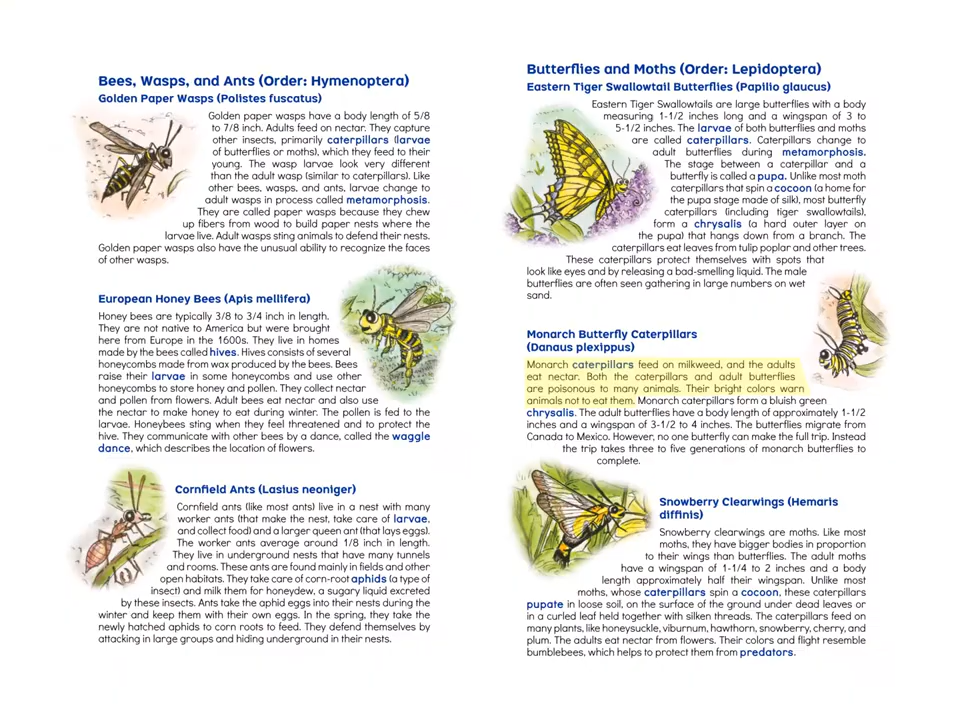 Bees, Wasps, and Ants (Order: Hymenoptera)
Golden Paper Wasps (Polistes fuscatus)
Golden paper wasps have a body length of 5/8
to 7/8 inch. Adults feed on nectar. They capture
other insects, primarily caterpillars (larvae
of butterflies or moths), which they feed to their
young. The wasp larvae look very different
than the adult wasp (similar to caterpillars). Like
other bees, wasps, and ants, larvae change to
adult wasps in process called metamorphosis.
They are called paper wasps because they chew
up fibers from wood to build paper nests where the
larvae live. Adult wasps sting animals to defend their nests.
Golden paper wasps also have the unusual ability to recognize the faces
of other wasps.
European Honey Bees (Apis mellifera)
Honey bees are typically 3/8 to 3/4 inch in length.
They are not native to America but were brought
here from Europe in the 1600s. They live in homes
made by the bees called hives. Hives consists of several
honeycombs made from wax produced by the bees. Bees
raise their larvae in some honeycombs and use other
honeycombs to store honey and pollen. They collect nectar
and pollen from flowers. Adult bees eat nectar and also use
the nectar to make honey to eat during winter. The pollen is fed to the
larvae. Honeybees sting when they feel threatened and to protect the
hive. They communicate with other bees by a dance, called the waggle
dance, which describes the location of flowers.
Cornfield Ants (Lasius neoniger)
Cornfield ants (like most ants) live in a nest with many
worker ants (that make the nest, take care of larvae,
and collect food) and a larger queen ant (that lays eggs).
The worker ants average around 1/8 inch in length.
They live in underground nests that have many tunnels
and rooms. These ants are found mainly in fields and other
open habitats. They take care of corn-root aphids (a type of
insect) and milk them for honeydew, a sugary liquid excreted
by these insects. Ants take the aphid eggs into their nests during the
winter and keep them with their own eggs. In the spring, they take the
newly hatched aphids to corn roots to feed. They defend themselves by
attacking in large groups and hiding underground in their nests.
Butterflies and Moths (Order: Lepidoptera)
Eastern Tiger Swallowtail Butterflies (Papilio glaucus)
Eastern Tiger Swallowtails are large butterflies with a body
measuring 1-1/2 inches long and a wingspan of 3 to
5-1/2 inches. The larvae of both butterflies and moths
are called caterpillars. Caterpillars change to
adult butterflies during metamorphosis.
The stage between a caterpillar and a
butterfly is called a pupa. Unlike most moth
caterpillars that spin a cocoon (a home for
the pupa stage made of silk), most butterfly
caterpillars (including tiger swallowtails),
form a chrysalis (a hard outer layer on
the pupa) that hangs down from a branch. The
caterpillars eat leaves from tulip poplar and other trees.
These caterpillars protect themselves with spots that
look like eyes and by releasing a bad-smelling liquid. The male
butterflies are often seen gathering in large numbers on wet
sand.
Monarch Butterfly Caterpillars
(Danaus plexippus)
Monarch caterpillars feed on milkweed, and the adults
eat nectar. Both the caterpillars and adult butterflies
are poisonous to many animals. Their bright colors warn
animals not to eat them. Monarch caterpillars form a bluish green
chrysalis. The adult butterflies have a body length of approximately 1-1/2
inches and a wingspan of 3-1/2 to 4 inches. The butterflies migrate from
Canada to Mexico. However, no one butterfly can make the full trip. Instead
the trip takes three to five generations of monarch butterflies to
complete.
Snowberry Clearwings (Hemaris
diffinis)
Snowberry clearwings are moths. Like most
moths, they have bigger bodies in proportion
to their wings than butterflies. The adult moths
have a wingspan of 1-1/4 to 2 inches and a body
length approximately half their wingspan. Unlike most
moths, whose caterpillars spin a cocoon, these caterpillars
pupate in loose soil, on the surface of the ground under dead leaves or
in a curled leaf held together with silken threads. The caterpillars feed on
many plants, like honeysuckle, viburnum, hawthorn, snowberry, cherry, and
plum. The adults eat nectar from flowers. Their colors and flight resemble
bumblebees, which helps to protect them from predators.